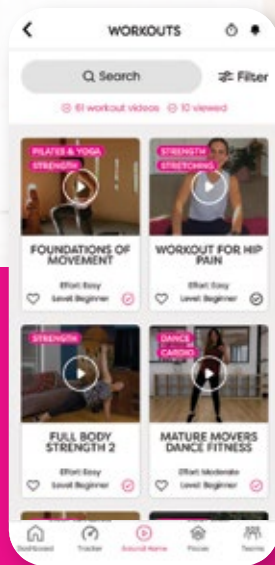 WORKOUTS
Search
Filter
61 workout videos 10 viewed
PILATES & YOGA
STRENGTH
FOUNDATIONS OF
MOVEMENT
Effort: Easy
Level: Beginner
STRENGTH
STRETCHING
WORKOUT FOR HIP
PAIN
Effort: Easy
Level: Beginner
STRENGTH
FULL BODY
STRENGTH 2
Effort: Easy
Level: Beginner
DANCE
CARDIO
MATURE MOVERS
DANCE FITNESS
Effort: Moderate
Level: Beginner
Dashboard
Tracker
Focus
Teams